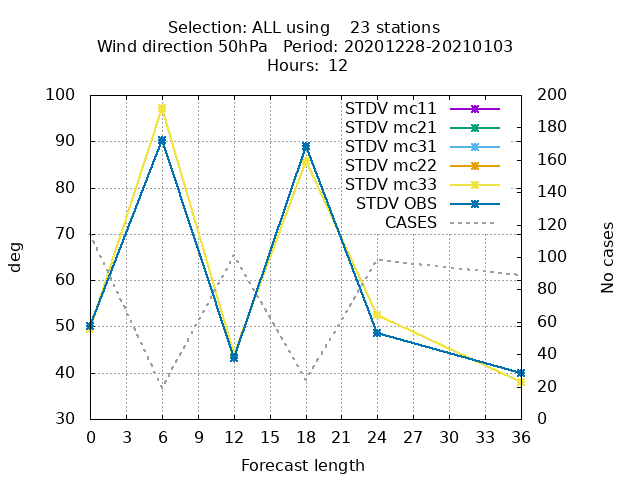 Selection: ALL using    23 stations
Wind direction 50hPa   Period: 20201228-20210103
Hours: 12
100
90
80
70
60
50
40
30
deg
200
180
160
140
120
100
80
60
40
20
0
No cases
STDV mc11
STDV mc21
STDV mc31
STDV mc22
STDV mc33
STDV OBS
CASES
0 3 6 9 12 15 18 21 24 27 30 33 36
Forecast length